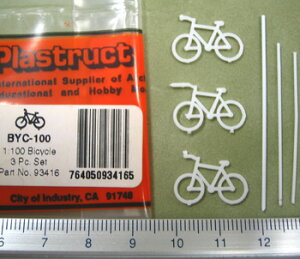 Plastruct
International Supplier of
Educational and Hobby
BYC-100
1:100 Bicycle
3 Pc. Set
Part No. 93416
764050934165
City of Industry, CA 91748
6 7 8 9 10 11 12